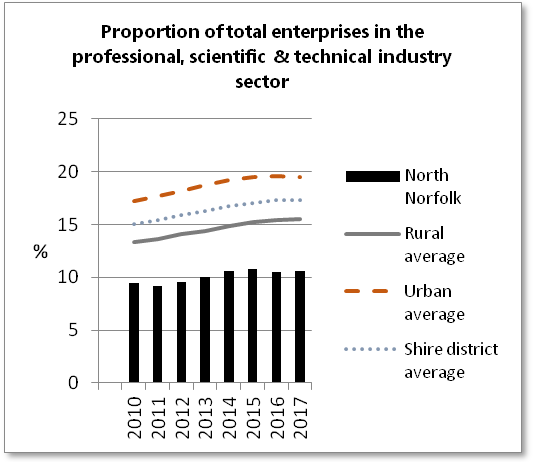 Proportion of total enterprises in the
professional, scientific & technical industry
sector
25
20
15
10
5
0
%
2010
2011
2012
2013
2014
2015
2016
2017
North
Norfolk
Rural
average
Urban
average
Shire district
average